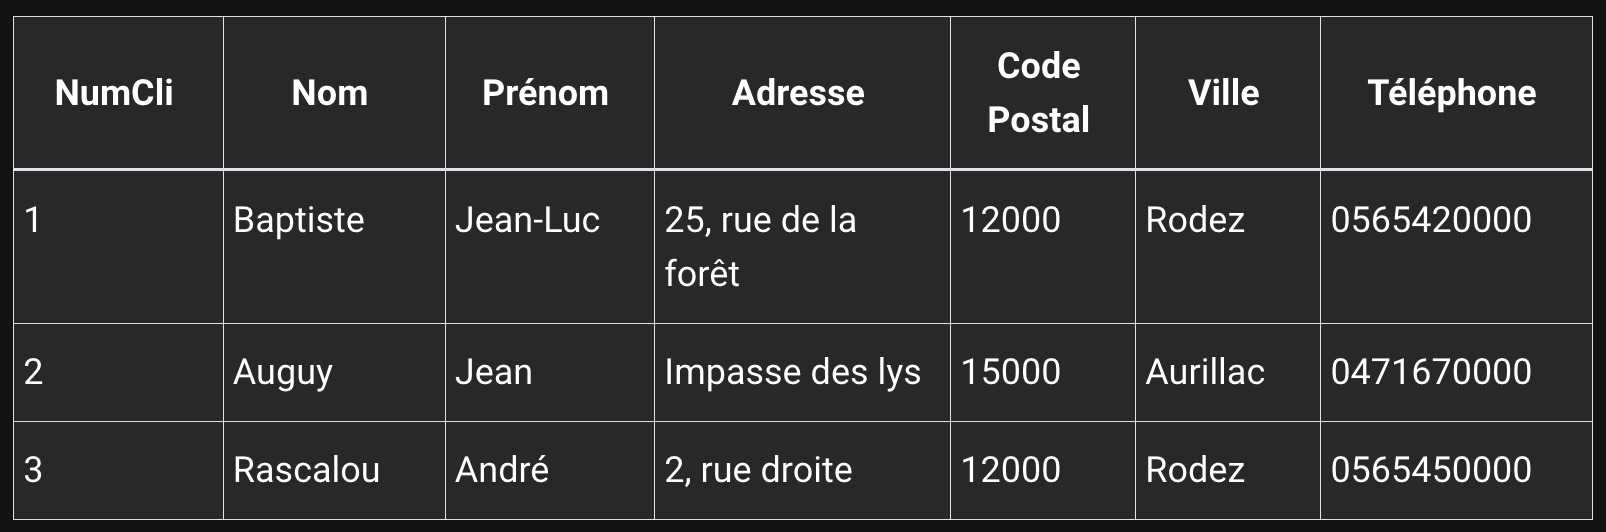 NumCli Nom Prénom Adresse Code Postal Ville Téléphone
1 Baptiste Jean-Luc 25, rue de la forêt 12000 Rodez 0565420000
2 Auguy Jean Impasse des lys 15000 Aurillac 0471670000
3 Rascalou André 2, rue droite 12000 Rodez 0565450000